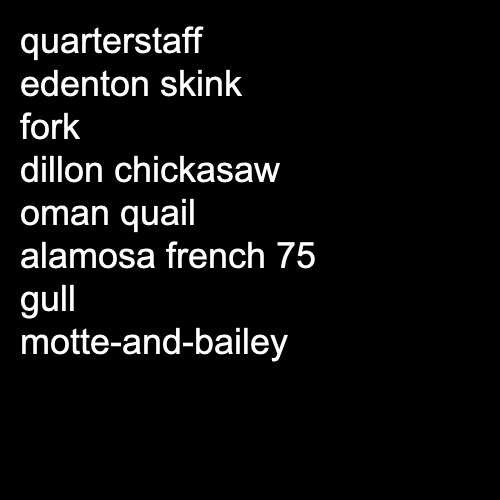 quarterstaff
edenton skink
fork
dillon chickasaw
oman quail
alamosa french 75
gull
motte-and-bailey